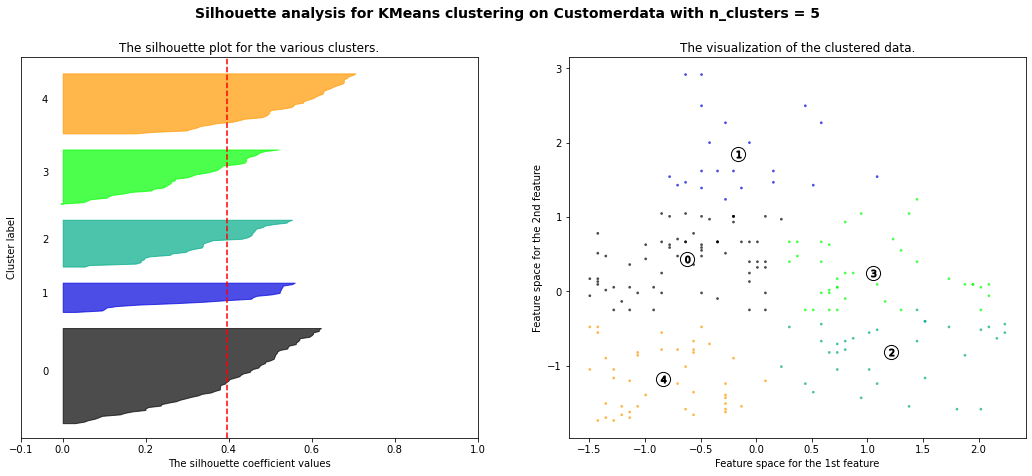 Silhouette analysis for KMeans clustering on Customerdata with n_clusters = 5
The silhouette plot for the various clusters.
4
3
2
1
0
Cluster label
−0.1 0.0 0.2 0.4 0.6 0.8 1.0
The silhouette coefficient values
The visualization of the clustered data.
3
2
1
0
−1
Feature space for the 2nd feature
1
0
3
2
4
−1.5 −1.0 −0.5 0.0 0.5 1.0 1.5 2.0
Feature space for the 1st feature